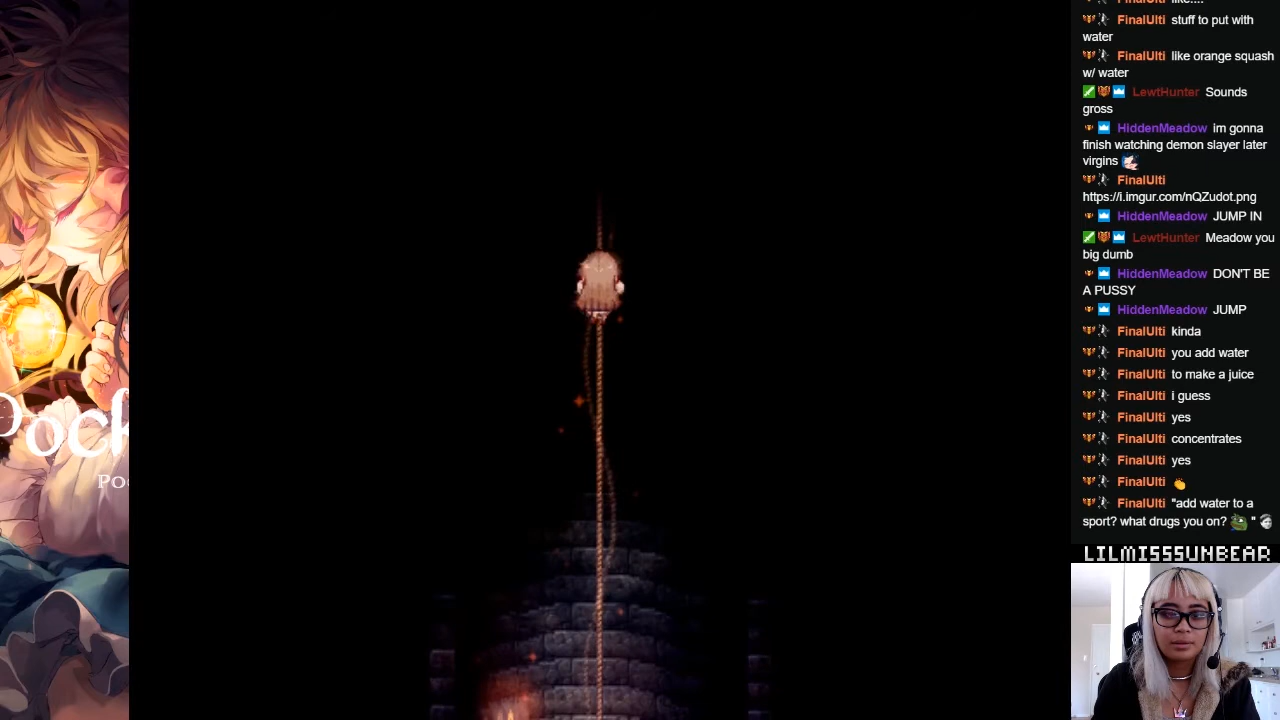 FinalUlti stuff to put with
water
FinalUlti like orange squash
w/ water
LewtHunter Sounds
gross
HiddenMeadow im gonna
finish watching demon slayer later
virgins
FinalUlti
https://i.imgur.com/nQZudot.png
HiddenMeadow JUMP IN
LewtHunter Meadow you
big dumb
HiddenMeadow DON'T BE
A PUSSY
HiddenMeadow JUMP
FinalUlti kinda
FinalUlti you add water
FinalUlti to make a juice
FinalUlti i guess
FinalUlti yes
FinalUlti concentrates
FinalUlti yes
FinalUlti
FinalUlti "add water to a
sport? what drugs you on? "
LILMISSSUNBEAR
Pock
Po